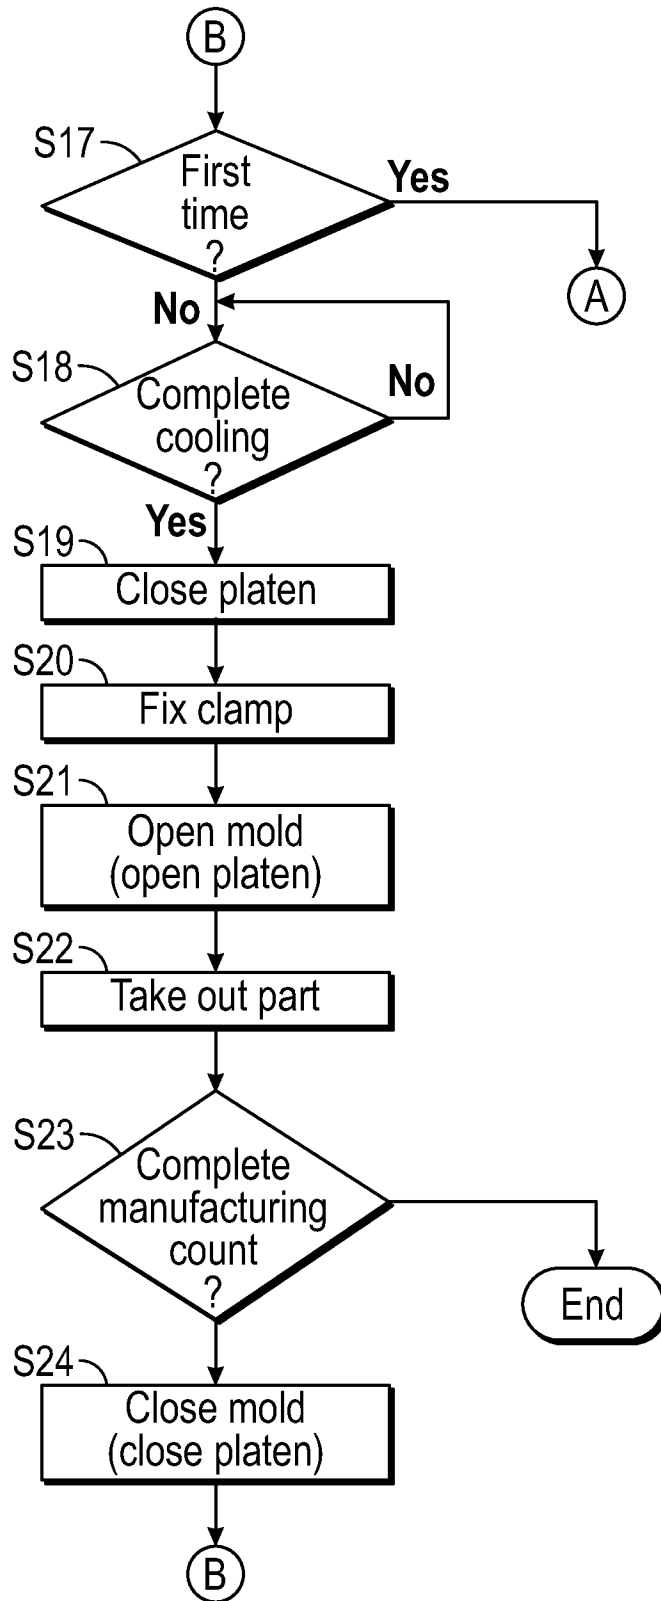 B
S17
First
time
?
Yes
A
No
S18
Complete
cooling
?
No
Yes
S19
Close platen
S20
Fix clamp
S21
Open mold
(open platen)
S22
Take out part
S23
Complete
manufacturing
count
?
End
S24
Close mold
(close platen)
B